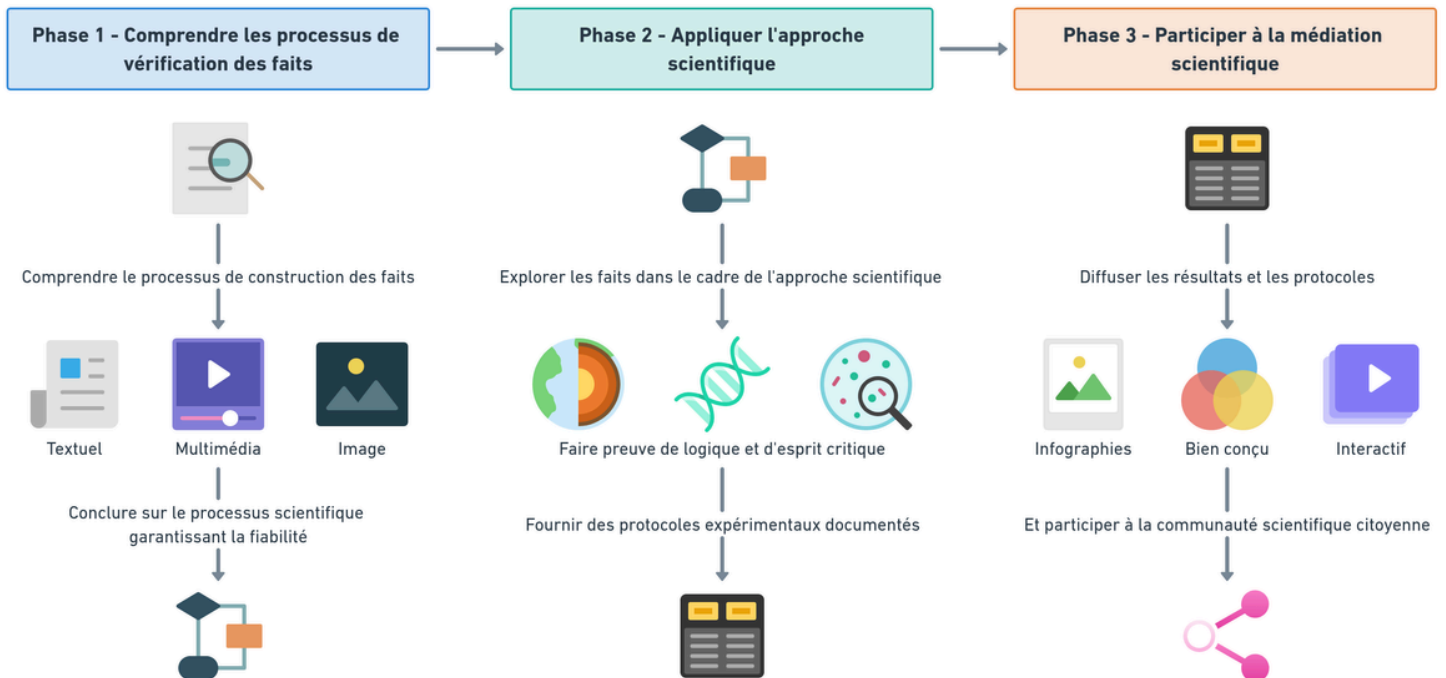 Phase 1 - Comprendre les processus de
vérification des faits
Phase 2 - Appliquer l'approche
scientifique
Phase 3 - Participer à la médiation
scientifique
Comprendre le processus de construction des faits
Textuel
Multimédia
Image
Conclure sur le processus scientifique
garantissant la fiabilité
Explorer les faits dans le cadre de l'approche scientifique
Faire preuve de logique et d'esprit critique
Fournir des protocoles expérimentaux documentés
Diffuser les résultats et les protocoles
Infographies
Bien conçu
Interactif
Et participer à la communauté scientifique citoyenne